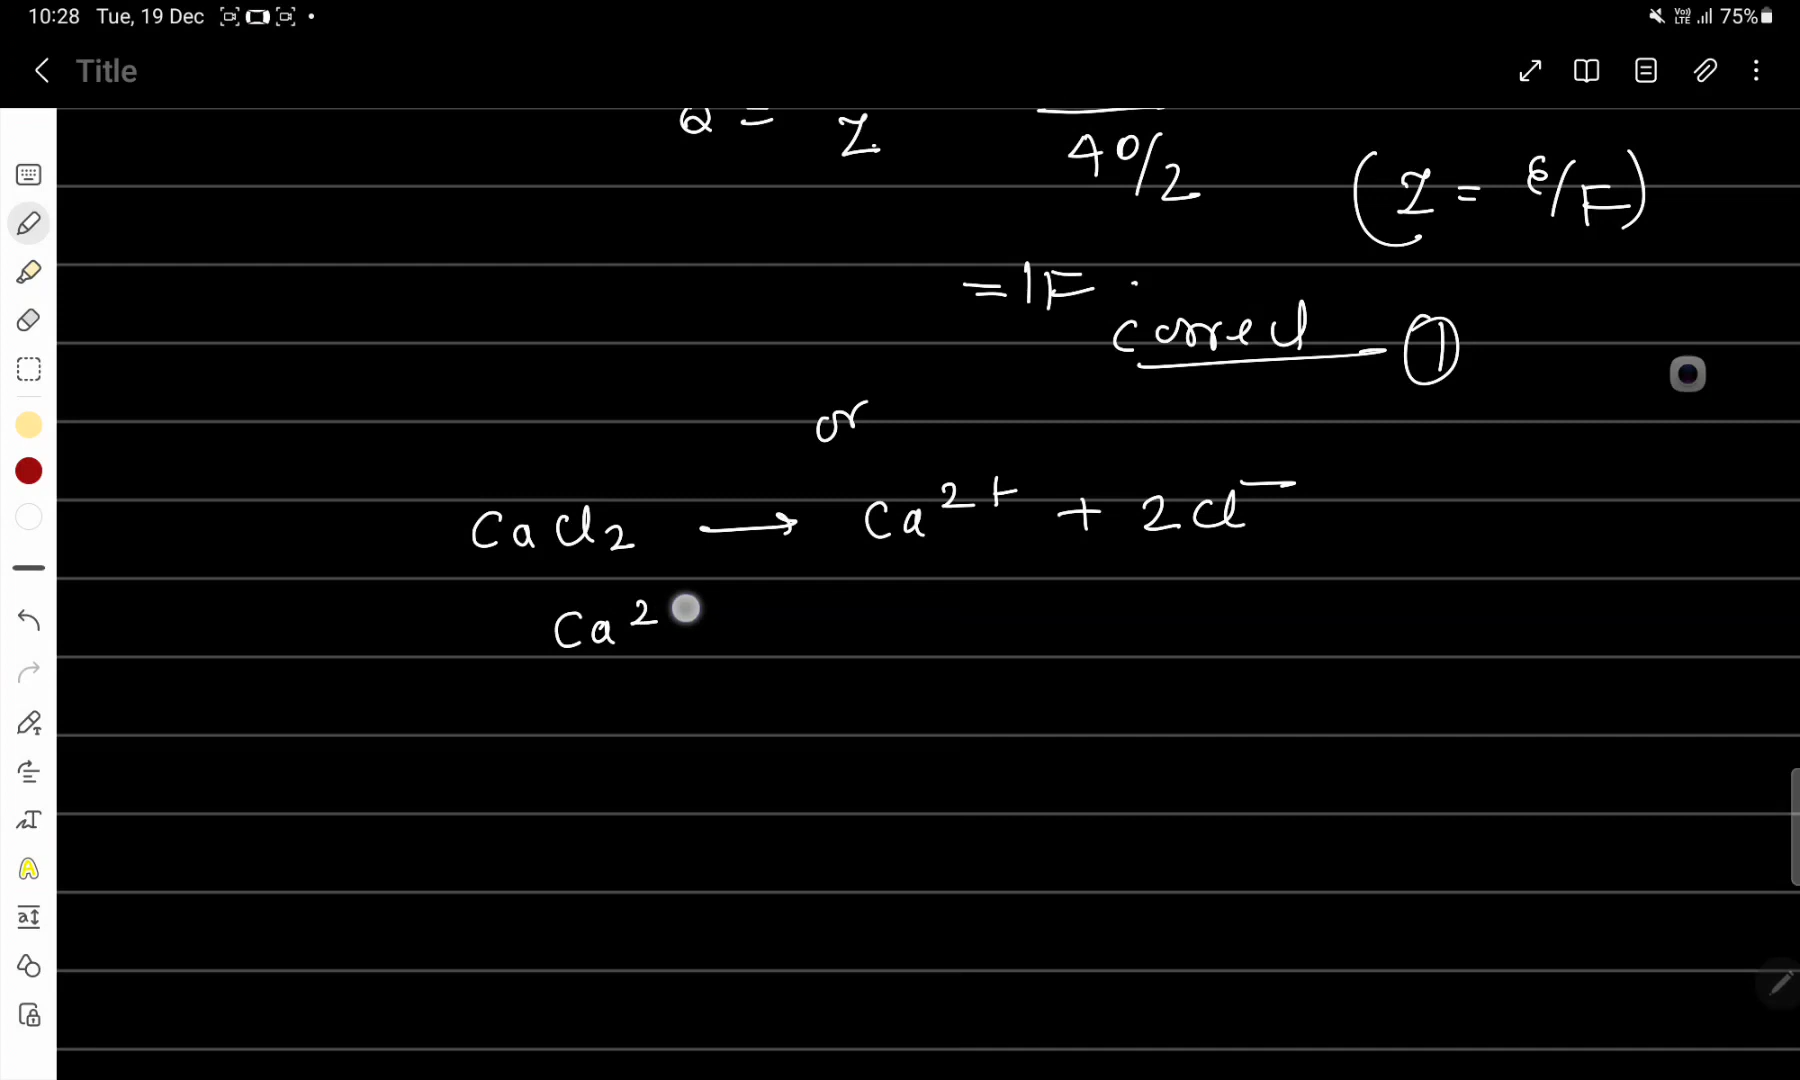 10:28 Tue, 19 Dec 75%
Title
Q = Z
40/2
(Z = E/F)
= 1F .
correct 1
or
CaCl2 → Ca2+ + 2Cl−
Ca2